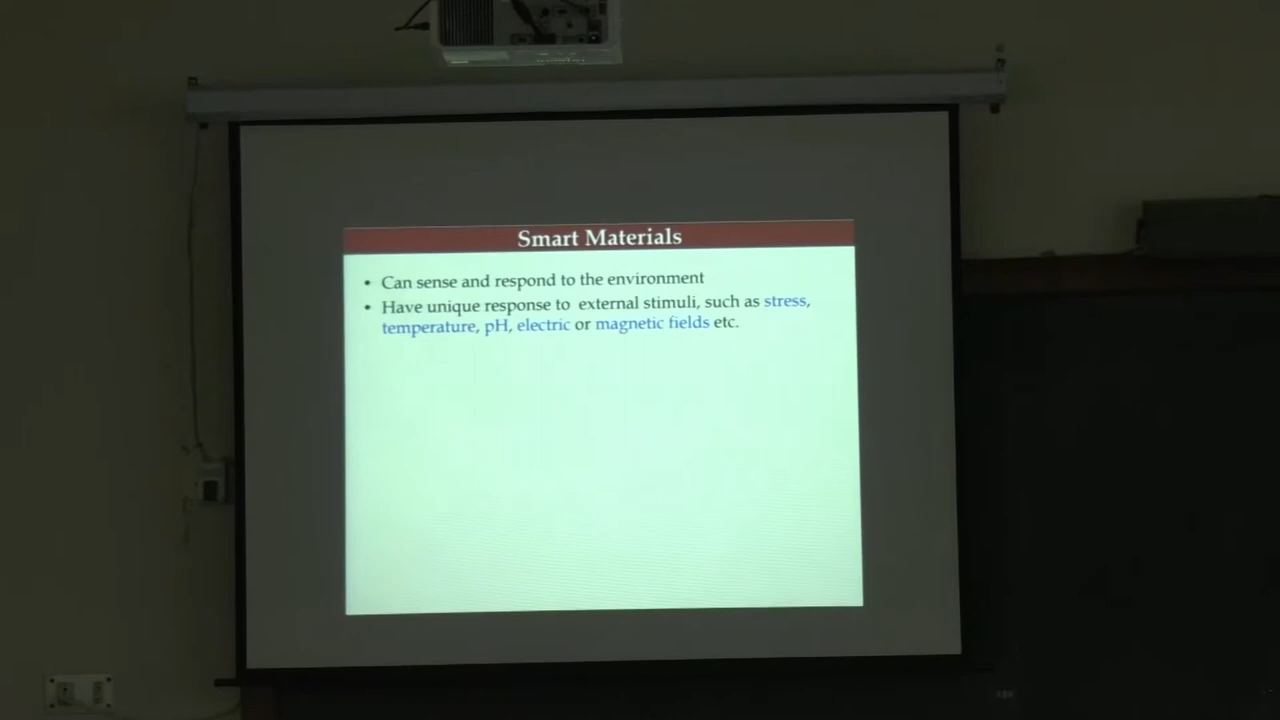 Smart Materials
• Can sense and respond to the environment
• Have unique response to external stimuli, such as stress,
temperature, pH, electric or magnetic fields etc.